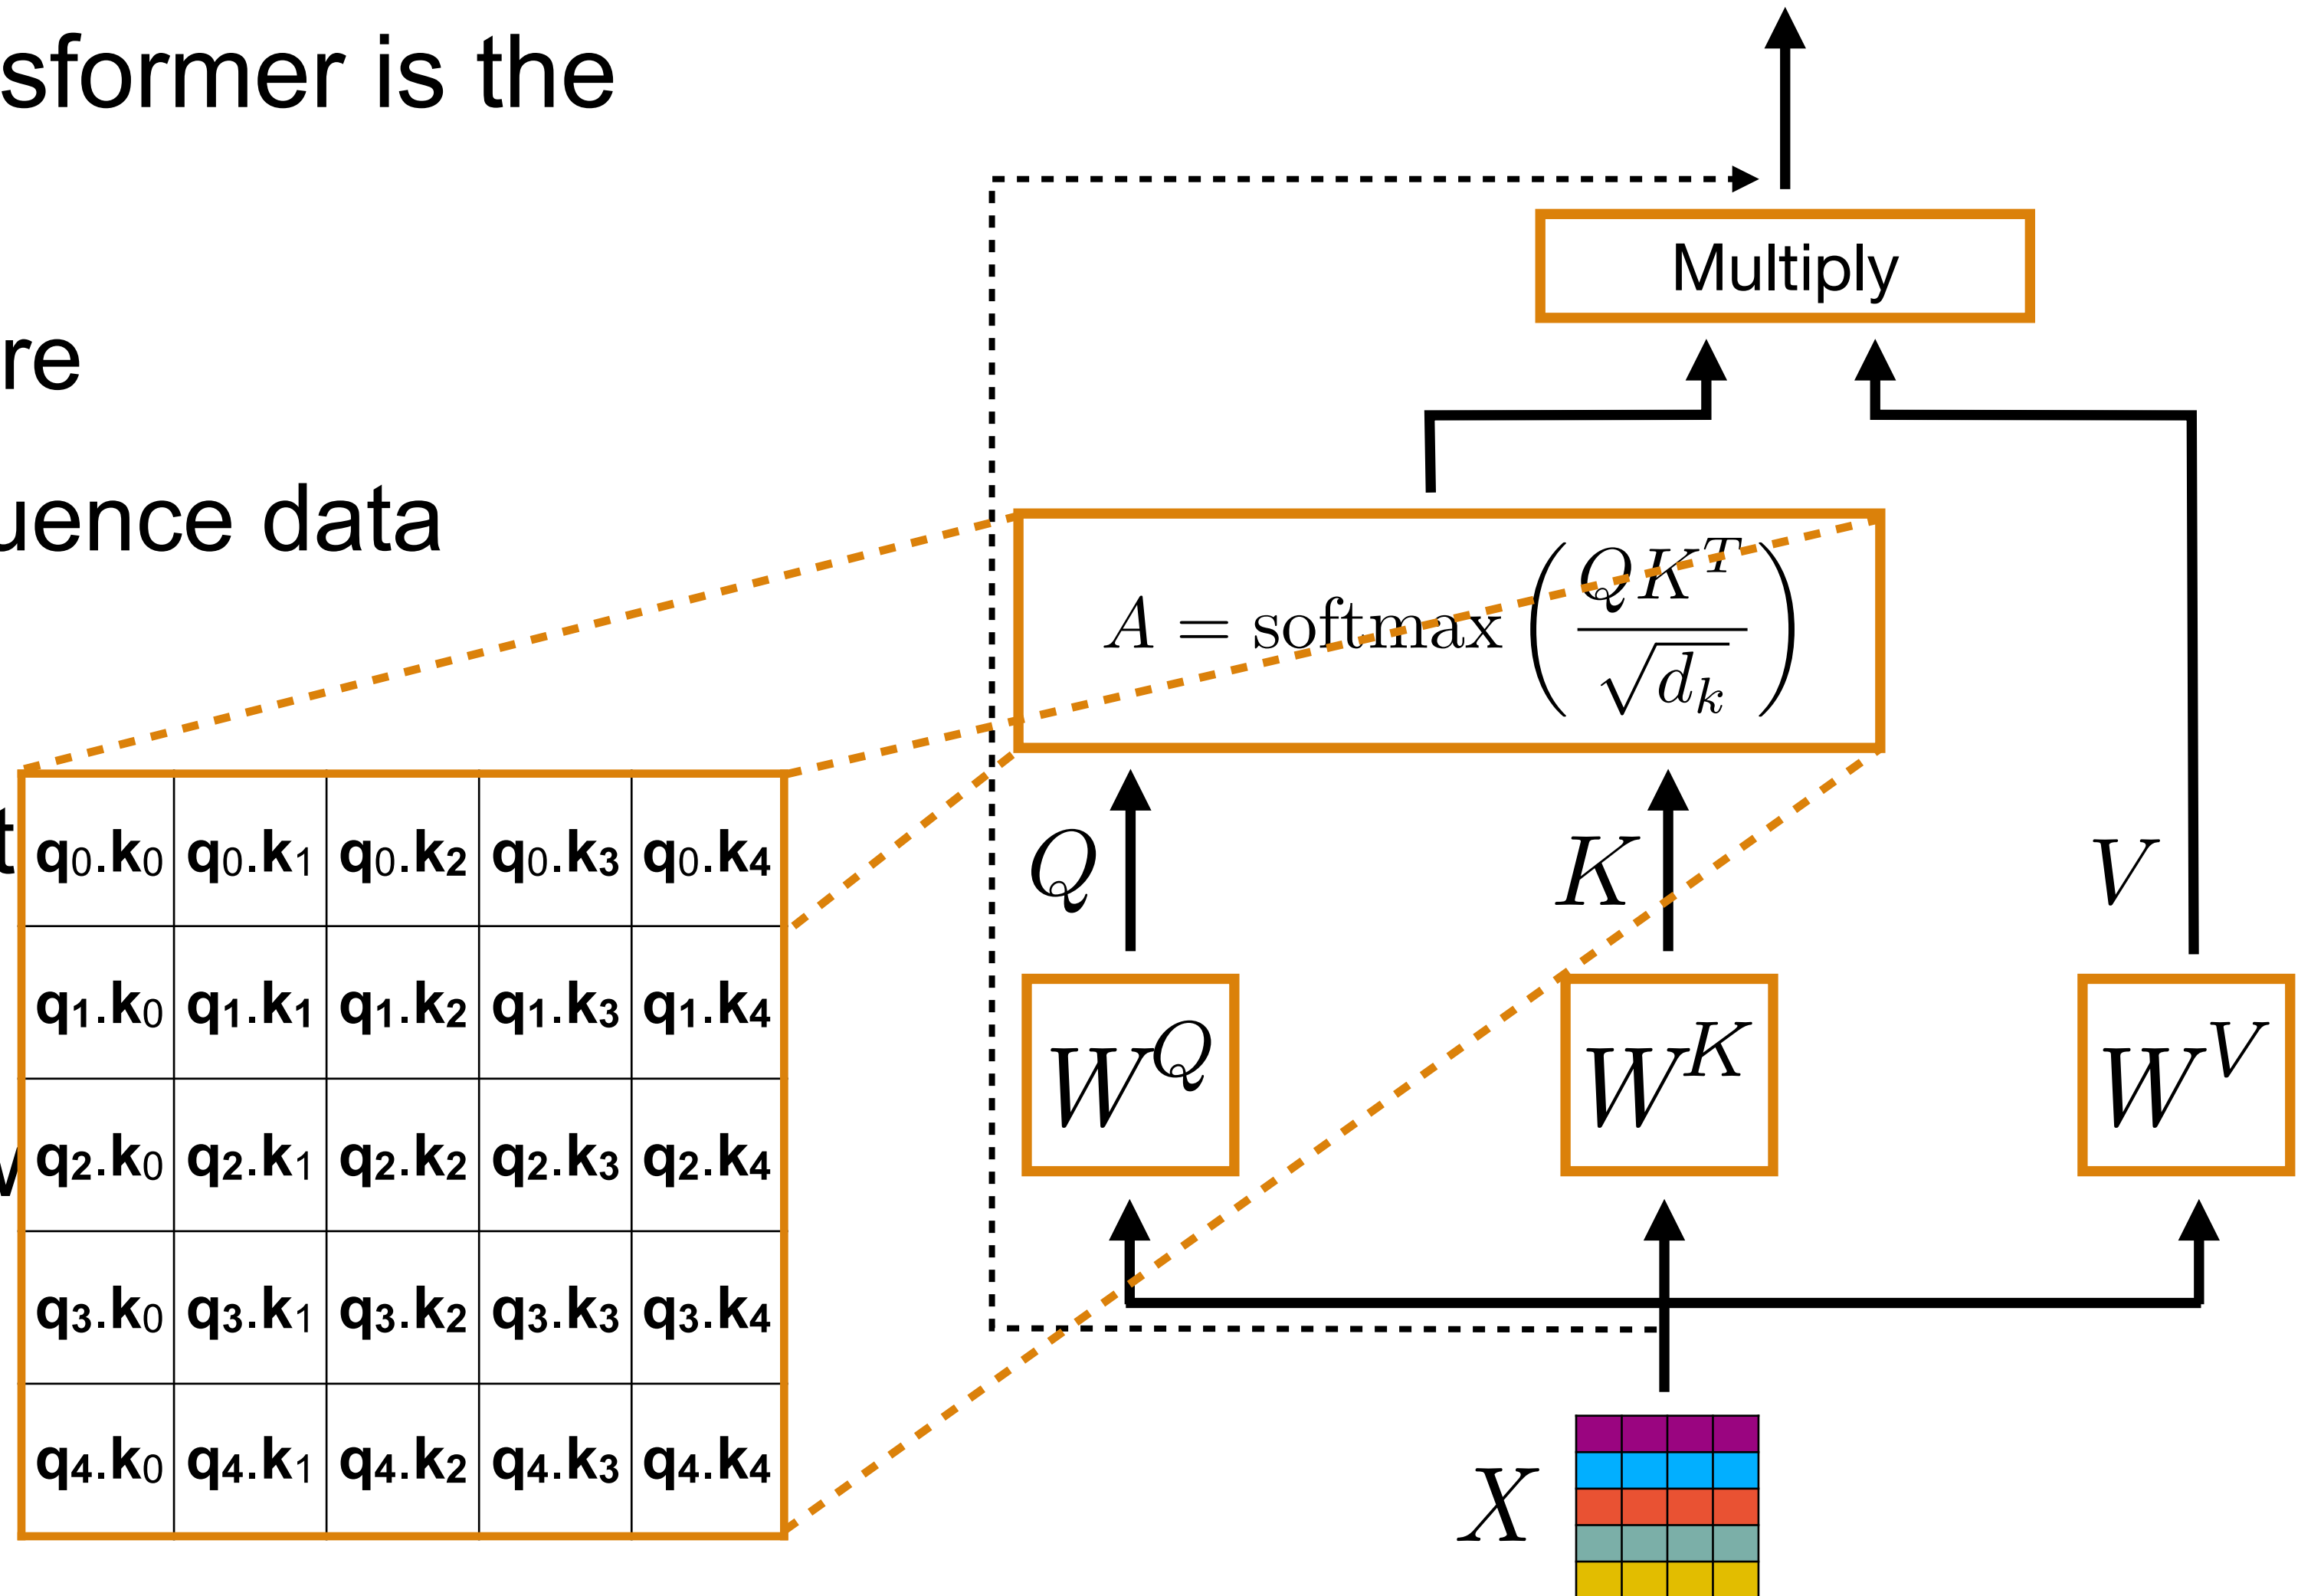 sformer is the
re
uence data
t
v
Multiply
A = softmax(QK^T / √d_k)
Q
K
V
W^Q
W^K
W^V
X
q0.k0 q0.k1 q0.k2 q0.k3 q0.k4
q1.k0 q1.k1 q1.k2 q1.k3 q1.k4
q2.k0 q2.k1 q2.k2 q2.k3 q2.k4
q3.k0 q3.k1 q3.k2 q3.k3 q3.k4
q4.k0 q4.k1 q4.k2 q4.k3 q4.k4